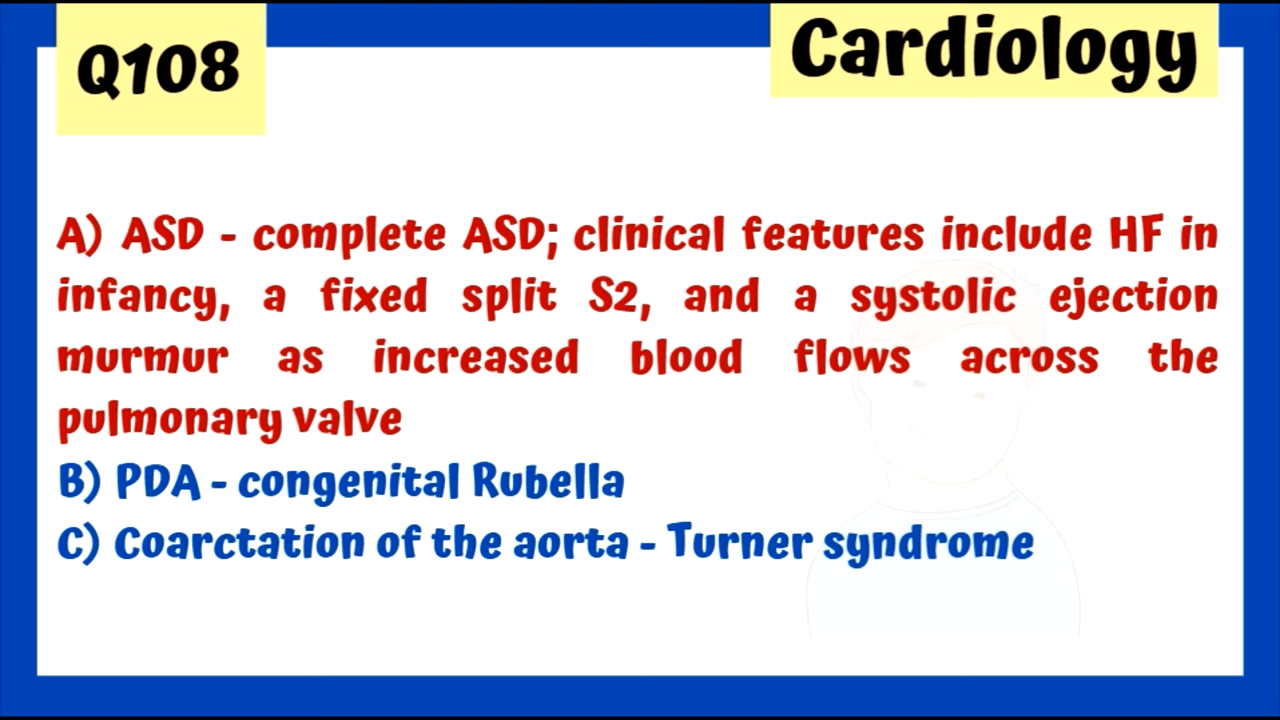 Q108
Cardiology
A) ASD - complete ASD; clinical features include HF in
infancy, a fixed split S2, and a systolic ejection
murmur as increased blood flows across the
pulmonary valve
B) PDA - congenital Rubella
C) Coarctation of the aorta - Turner syndrome